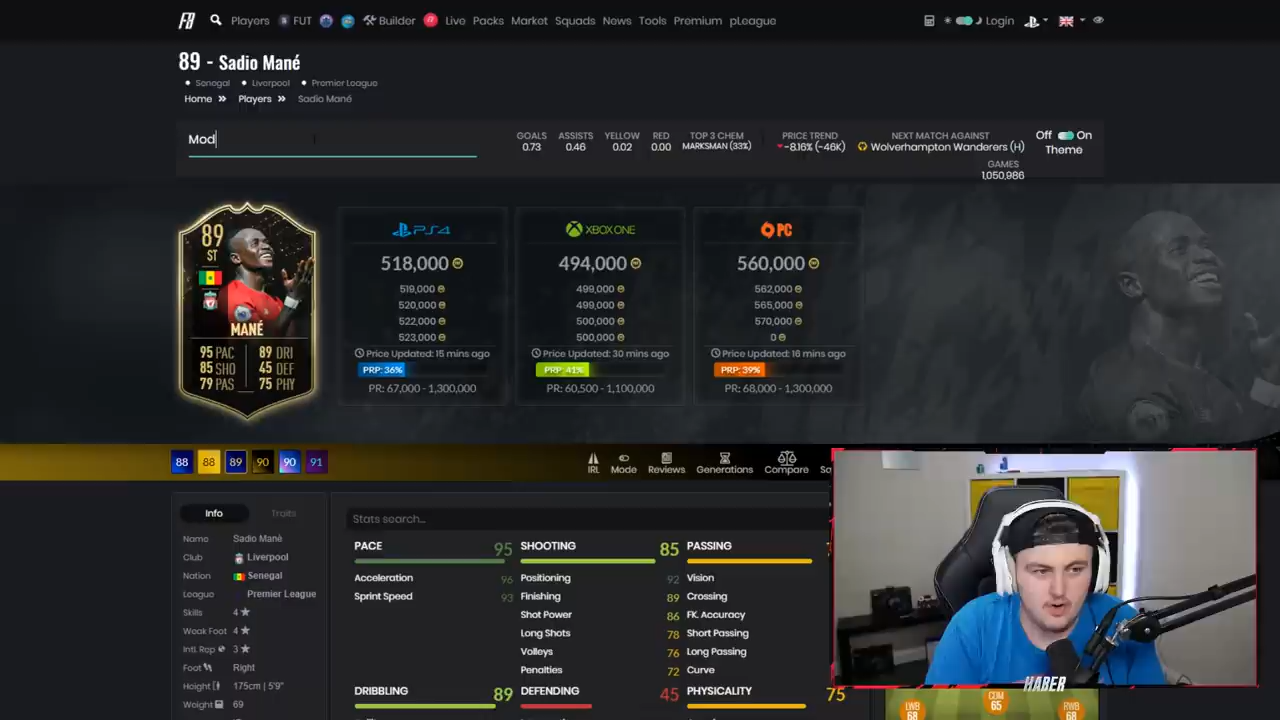 Players FUT Builder Live Packs Market Squads News Tools Premium pLeague Login
89 - Sadio Mané
Senegal Liverpool Premier League
Home » Players » Sadio Mané
Mod
GOALS 0.73
ASSISTS 0.46
YELLOW 0.02
RED 0.00
TOP 3 CHEM MARKSMAN (33%)
PRICE TREND -8.16% (-46K)
NEXT MATCH AGAINST Wolverhampton Wanderers (H)
Off On
Theme
GAMES
1,050,986
89
ST
MANÉ
95 PAC 89 DRI
85 SHO 45 DEF
79 PAS 75 PHY
PS4
518,000
519,000
520,000
522,000
523,000
Price Updated: 15 mins ago
PRP: 36%
PR: 67,000 - 1,300,000
XBOX ONE
494,000
499,000
499,000
500,000
500,000
Price Updated: 30 mins ago
PRP: 41%
PR: 60,500 - 1,100,000
PC
560,000
562,000
565,000
570,000
0
Price Updated: 16 mins ago
PRP: 39%
PR: 68,000 - 1,300,000
88 88 89 90 90 91
IRL Mode Reviews Generations Compare
Info Traits
Name Sadio Mané
Club Liverpool
Nation Senegal
League Premier League
Skills 4
Weak Foot 4
Intl. Rep 3
Foot Right
Height 175cm | 5'9"
Weight 69
Stats search...
PACE 95
Acceleration 96
Sprint Speed 93
SHOOTING 85
Positioning 92
Finishing 89
Shot Power 86
Long Shots 78
Volleys 76
Penalties 72
PASSING
Vision
Crossing
FK. Accuracy
Short Passing
Long Passing
Curve
DRIBBLING 89
DEFENDING 45
PHYSICALITY 75
LWB
68
CDM
65
RWB
68
HABER